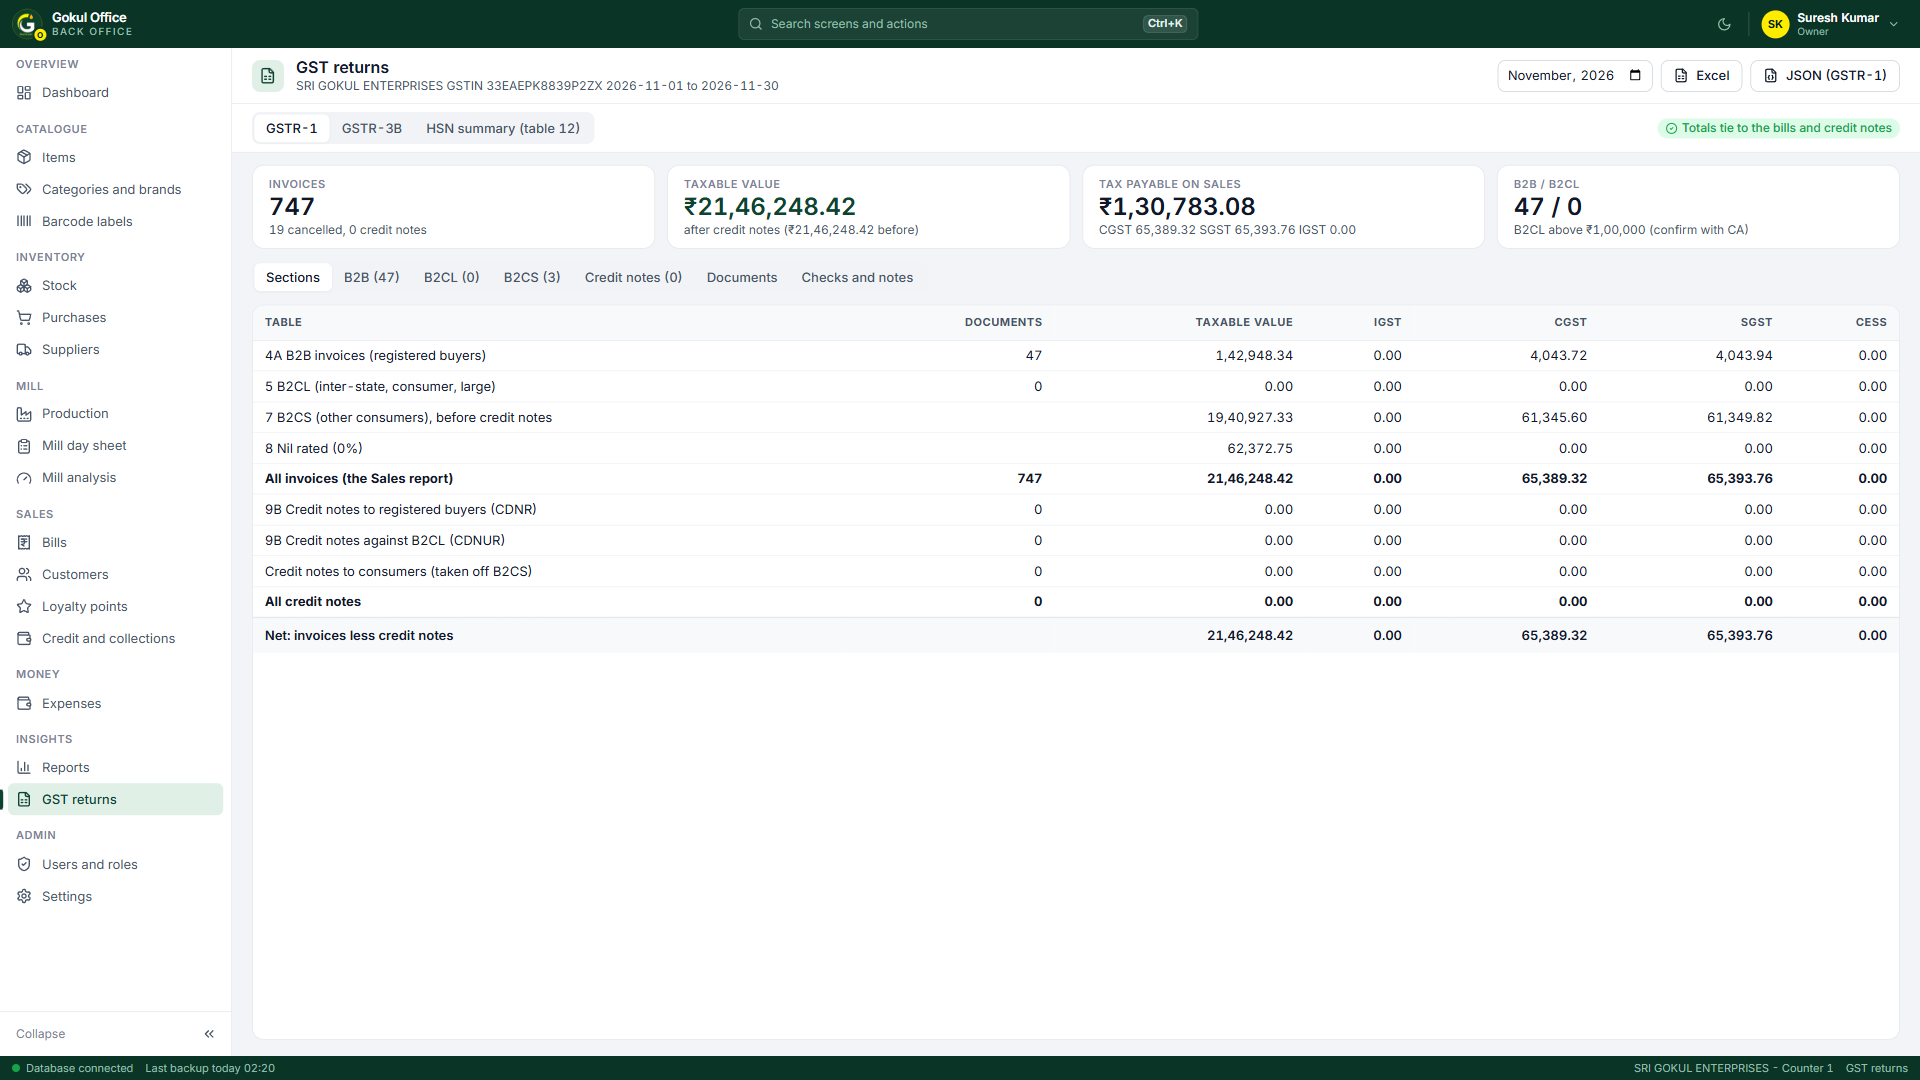 Gokul Office
BACK OFFICE
Search screens and actions
Ctrl+K
SK
Suresh Kumar
Owner
OVERVIEW
Dashboard
CATALOGUE
Items
Categories and brands
Barcode labels
INVENTORY
Stock
Purchases
Suppliers
MILL
Production
Mill day sheet
Mill analysis
SALES
Bills
Customers
Loyalty points
Credit and collections
MONEY
Expenses
INSIGHTS
Reports
GST returns
ADMIN
Users and roles
Settings
Collapse
GST returns
SRI GOKUL ENTERPRISES GSTIN 33EAEPK8839P2ZX 2026-11-01 to 2026-11-30
November, 2026
Excel
JSON (GSTR-1)
GSTR-1 GSTR-3B HSN summary (table 12)
Totals tie to the bills and credit notes
INVOICES
747
19 cancelled, 0 credit notes
TAXABLE VALUE
₹21,46,248.42
after credit notes (₹21,46,248.42 before)
TAX PAYABLE ON SALES
₹1,30,783.08
CGST 65,389.32 SGST 65,393.76 IGST 0.00
B2B / B2CL
47 / 0
B2CL above ₹1,00,000 (confirm with CA)
Sections B2B (47) B2CL (0) B2CS (3) Credit notes (0) Documents Checks and notes
TABLE DOCUMENTS TAXABLE VALUE IGST CGST SGST CESS
4A B2B invoices (registered buyers) 47 1,42,948.34 0.00 4,043.72 4,043.94 0.00
5 B2CL (inter-state, consumer, large) 0 0.00 0.00 0.00 0.00 0.00
7 B2CS (other consumers), before credit notes 19,40,927.33 0.00 61,345.60 61,349.82 0.00
8 Nil rated (0%) 62,372.75 0.00 0.00 0.00 0.00
All invoices (the Sales report) 747 21,46,248.42 0.00 65,389.32 65,393.76 0.00
9B Credit notes to registered buyers (CDNR) 0 0.00 0.00 0.00 0.00 0.00
9B Credit notes against B2CL (CDNUR) 0 0.00 0.00 0.00 0.00 0.00
Credit notes to consumers (taken off B2CS) 0 0.00 0.00 0.00 0.00 0.00
All credit notes 0 0.00 0.00 0.00 0.00 0.00
Net: invoices less credit notes 21,46,248.42 0.00 65,389.32 65,393.76 0.00
Database connected Last backup today 02:20
SRI GOKUL ENTERPRISES - Counter 1 GST returns